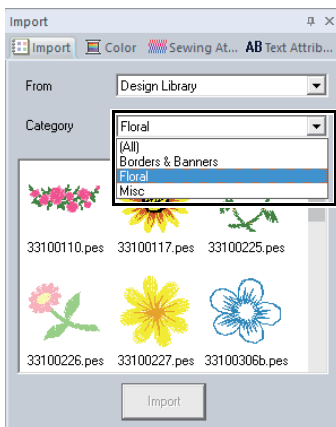 Import
Import Color Sewing At... AB Text Attrib...
From Design Library
Category Floral
(All)
Borders & Banners
Floral
Misc
33100110.pes 33100117.pes 33100225.pes
33100226.pes 33100227.pes 33100306b.pes
Import